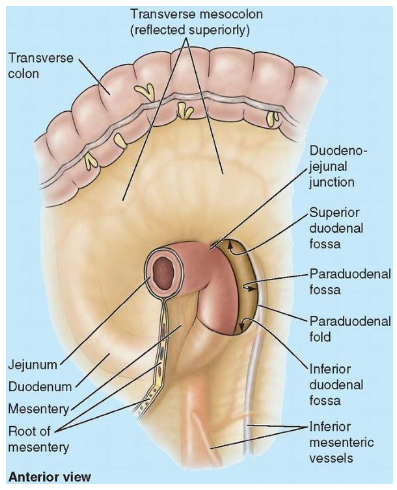 Transverse mesocolon
(reflected superiorly)
Transverse
colon
Duodeno-
jejunal
junction
Superior
duodenal
fossa
Paraduodenal
fossa
Paraduodenal
fold
Inferior
duodenal
fossa
Inferior
mesenteric
vessels
Jejunum
Duodenum
Mesentery
Root of
mesentery
Anterior view